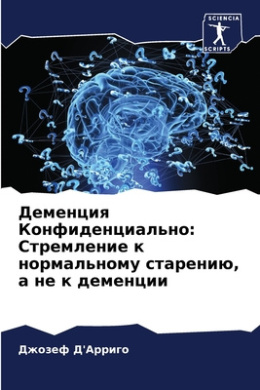 SCIENCIA
SCRIPTS
Деменция
Конфиденциально:
Стремление к
нормальному старению,
а не к деменции
Джозеф Д'Арриго